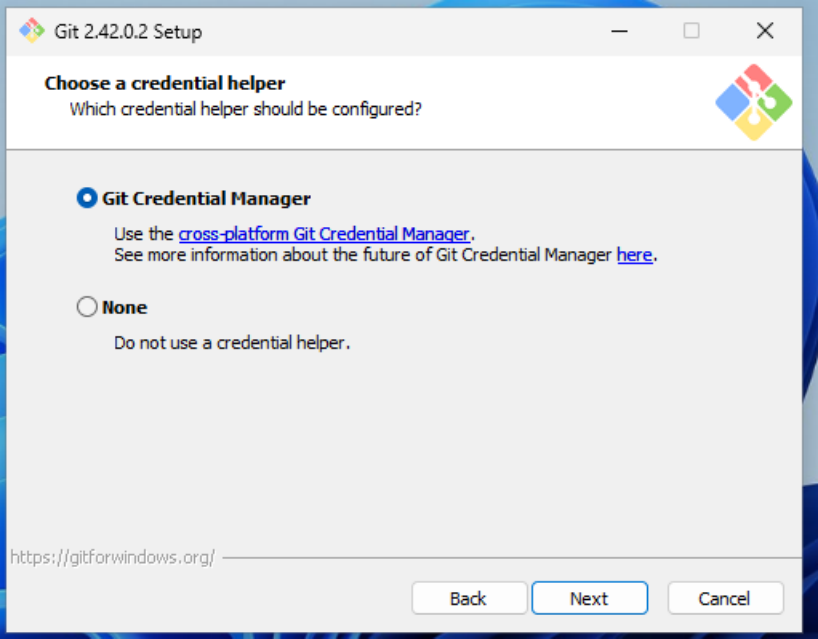 Git 2.42.0.2 Setup
Choose a credential helper
Which credential helper should be configured?
Git Credential Manager
Use the cross-platform Git Credential Manager.
See more information about the future of Git Credential Manager here.
None
Do not use a credential helper.
https://gitforwindows.org/
Back Next Cancel